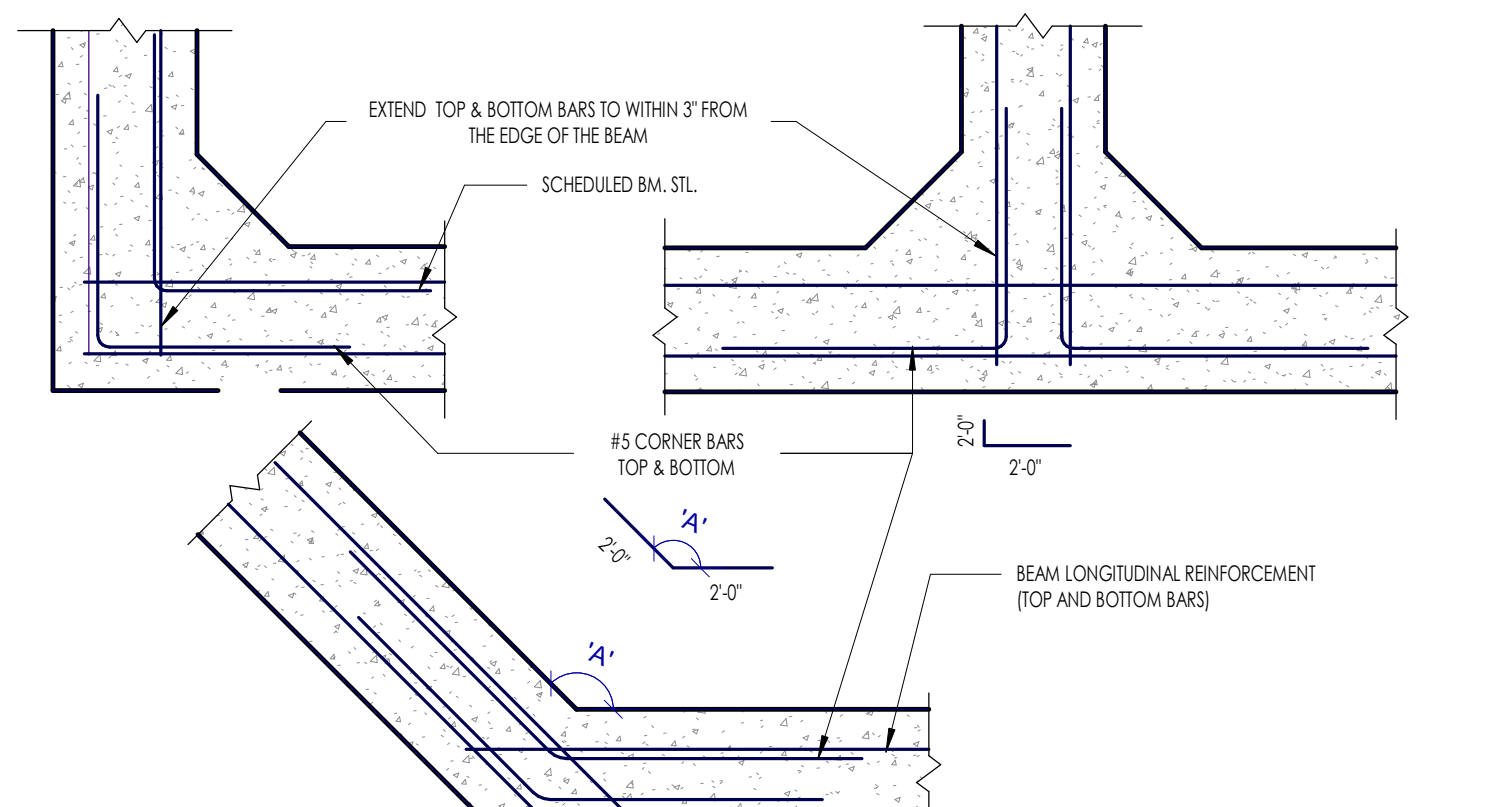 EXTEND TOP & BOTTOM BARS TO WITHIN 3" FROM
THE EDGE OF THE BEAM
SCHEDULED BM. STL.
#5 CORNER BARS
TOP & BOTTOM
2'-0"
2'-0"
'A'
2'-0"
2'-0"
BEAM LONGITUDINAL REINFORCEMENT
(TOP AND BOTTOM BARS)
'A'